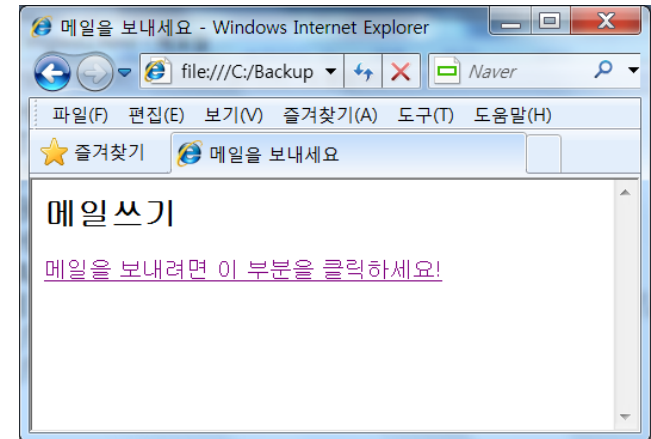 메일을 보내세요 - Windows Internet Explorer
file:///C:/Backup Naver
파일(F) 편집(E) 보기(V) 즐겨찾기(A) 도구(T) 도움말(H)
즐겨찾기 메일을 보내세요
메일쓰기
메일을 보내려면 이 부분을 클릭하세요!